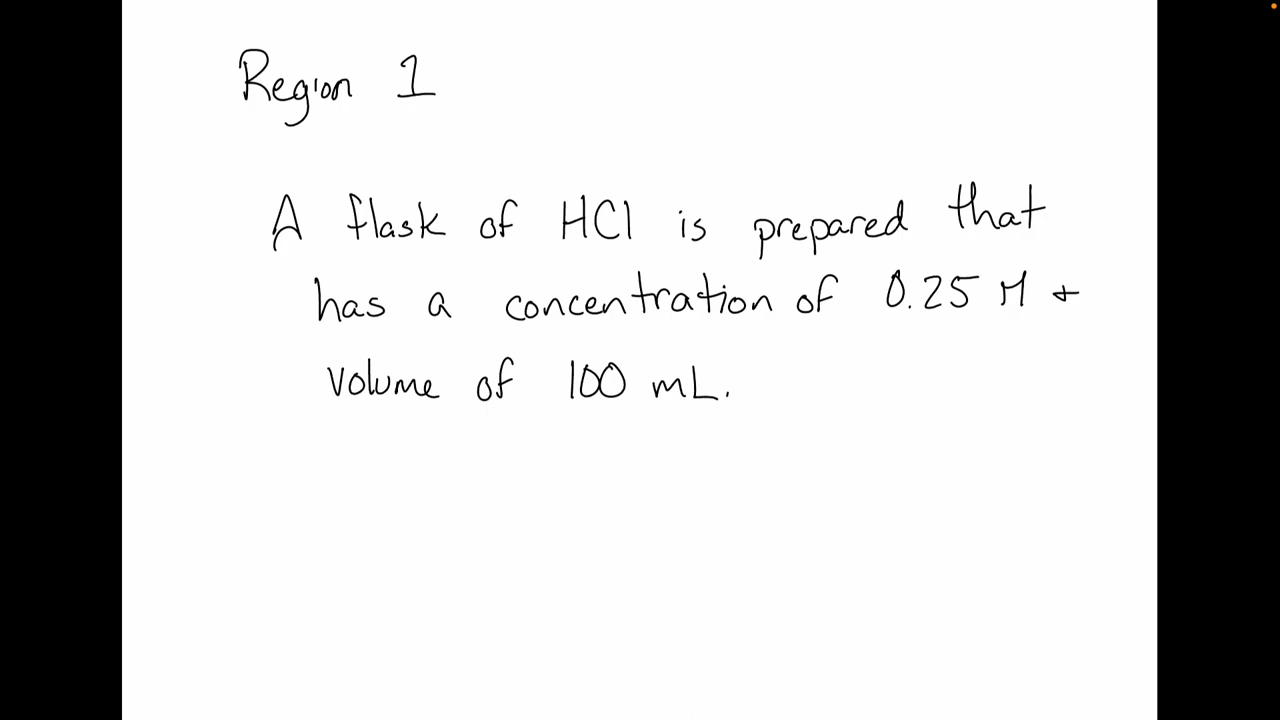 Region 1
A flask of HCl is prepared that
has a concentration of 0.25 M +
volume of 100 mL.